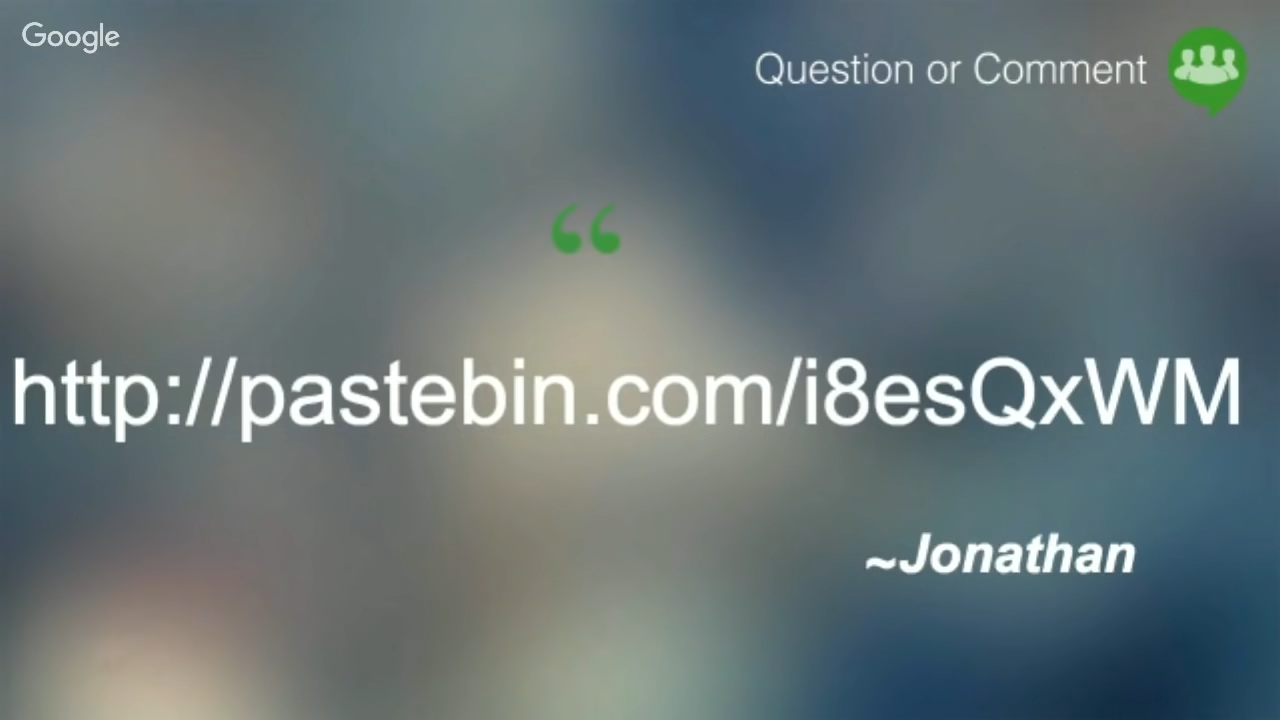 Google
Question or Comment
“
http://pastebin.com/i8esQxWM
~Jonathan